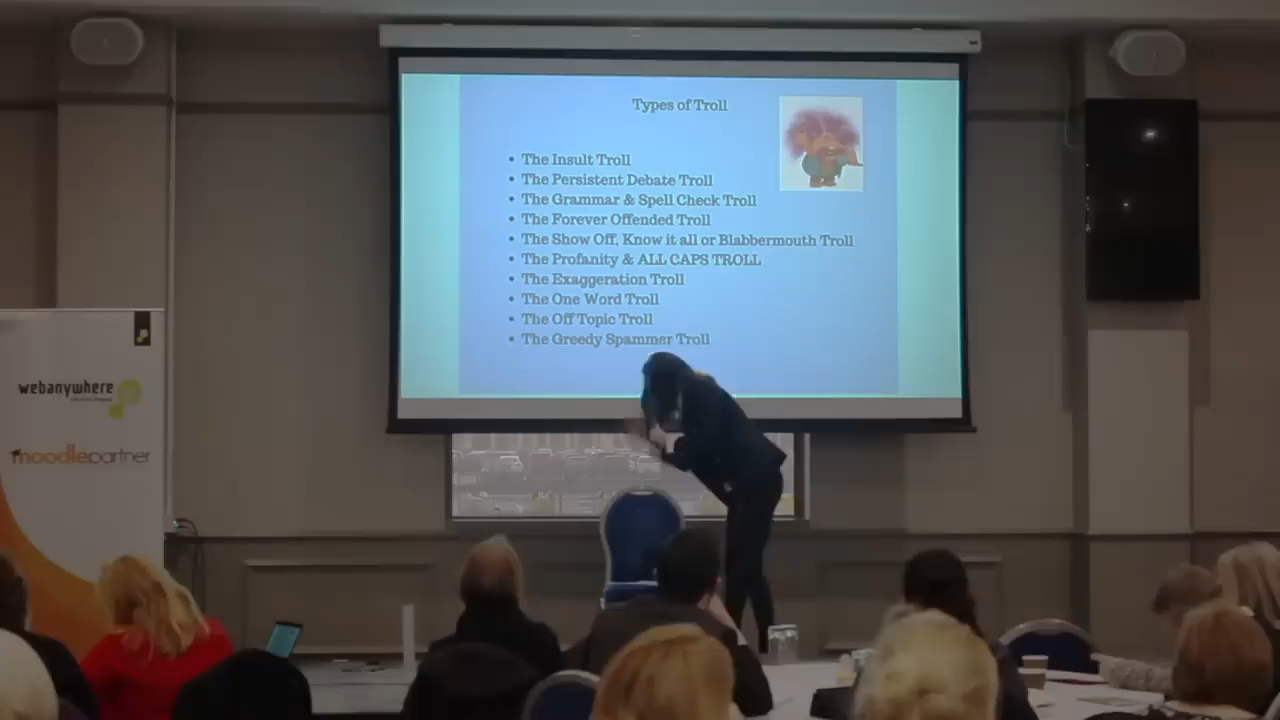 Types of Troll
• The Insult Troll
• The Persistent Debate Troll
• The Grammar & Spell Check Troll
• The Forever Offended Troll
• The Show Off, Know it all or Blabbermouth Troll
• The Profanity & ALL CAPS TROLL
• The Exaggeration Troll
• The One Word Troll
• The Off Topic Troll
• The Greedy Spammer Troll
webanywhere
moodlepartner